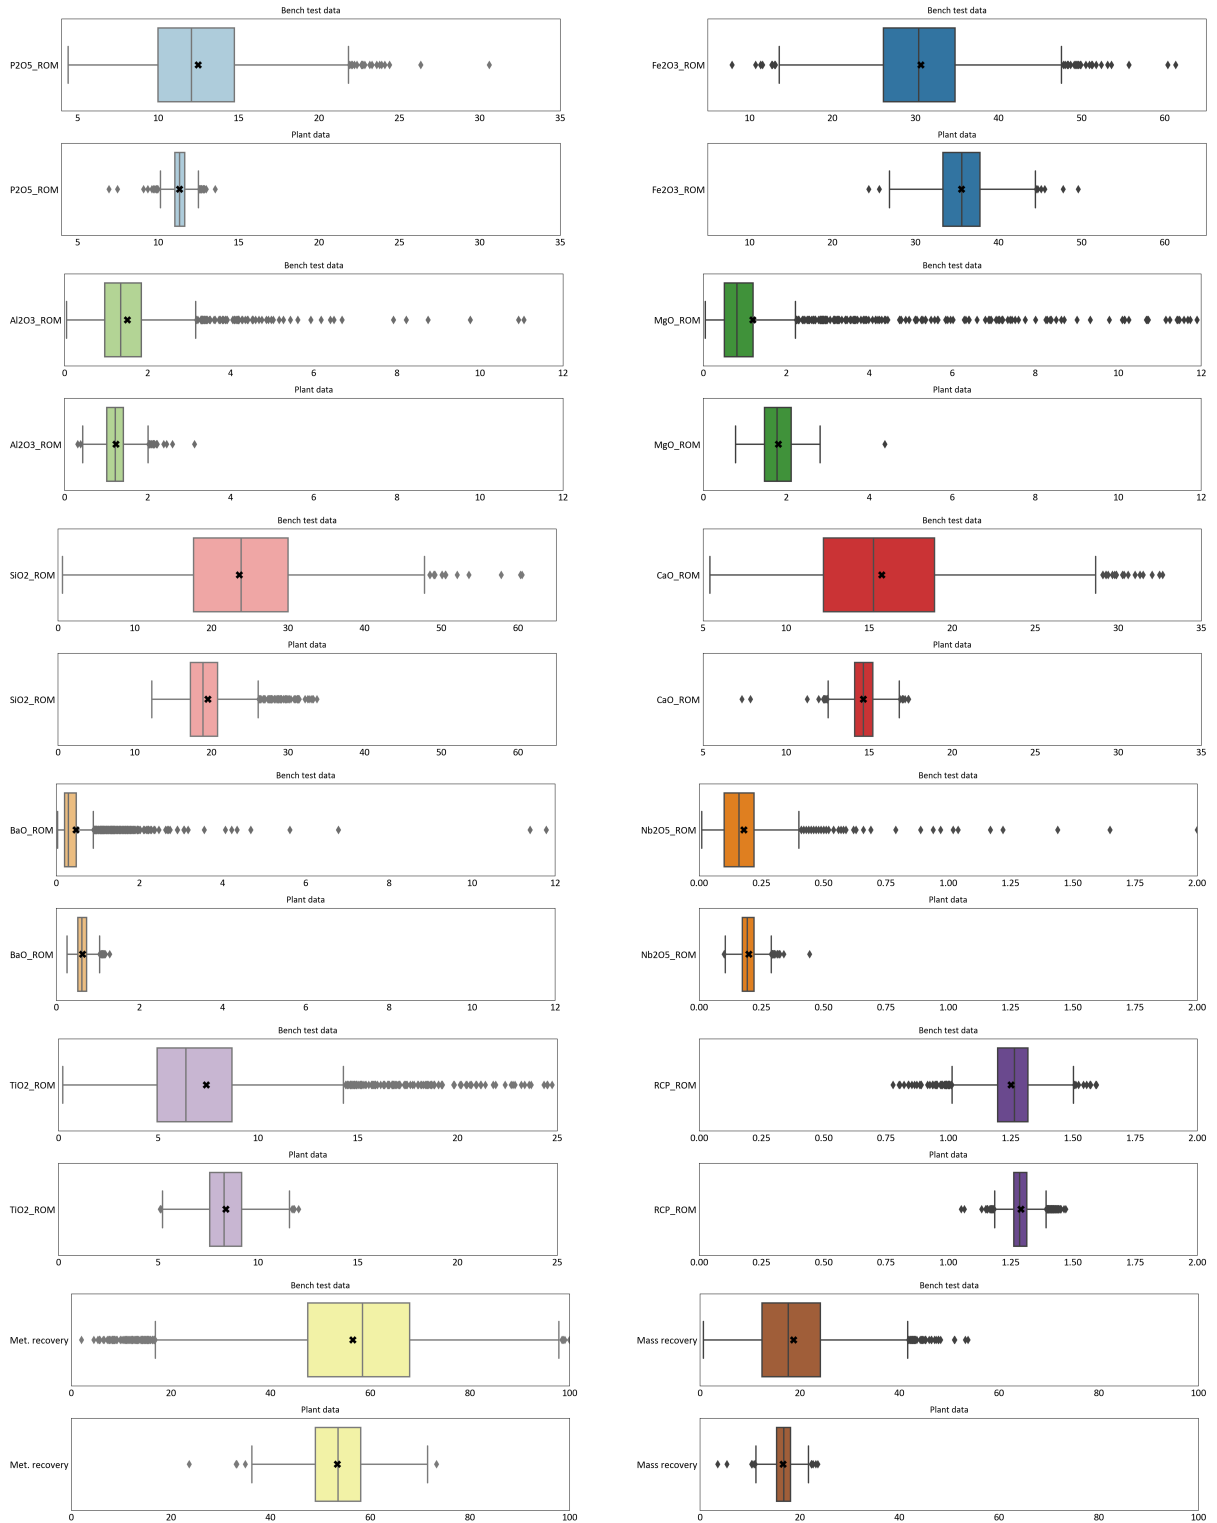 Bench test data
P2O5_ROM
5 10 15 20 25 30 35
Plant data
P2O5_ROM
5 10 15 20 25 30 35
Bench test data
Fe2O3_ROM
10 20 30 40 50 60
Plant data
Fe2O3_ROM
10 20 30 40 50 60
Bench test data
Al2O3_ROM
0 2 4 6 8 10 12
Plant data
Al2O3_ROM
0 2 4 6 8 10 12
Bench test data
MgO_ROM
0 2 4 6 8 10 12
Plant data
MgO_ROM
0 2 4 6 8 10 12
Bench test data
SiO2_ROM
0 10 20 30 40 50 60
Plant data
SiO2_ROM
0 10 20 30 40 50 60
Bench test data
CaO_ROM
5 10 15 20 25 30 35
Plant data
CaO_ROM
5 10 15 20 25 30 35
Bench test data
BaO_ROM
0 2 4 6 8 10 12
Plant data
BaO_ROM
0 2 4 6 8 10 12
Bench test data
Nb2O5_ROM
0.00 0.25 0.50 0.75 1.00 1.25 1.50 1.75 2.00
Plant data
Nb2O5_ROM
0.00 0.25 0.50 0.75 1.00 1.25 1.50 1.75 2.00
Bench test data
TiO2_ROM
0 5 10 15 20 25
Plant data
TiO2_ROM
0 5 10 15 20 25
Bench test data
RCP_ROM
0.00 0.25 0.50 0.75 1.00 1.25 1.50 1.75 2.00
Plant data
RCP_ROM
0.00 0.25 0.50 0.75 1.00 1.25 1.50 1.75 2.00
Bench test data
Met. recovery
0 20 40 60 80 100
Plant data
Met. recovery
0 20 40 60 80 100
Bench test data
Mass recovery
0 20 40 60 80 100
Plant data
Mass recovery
0 20 40 60 80 100